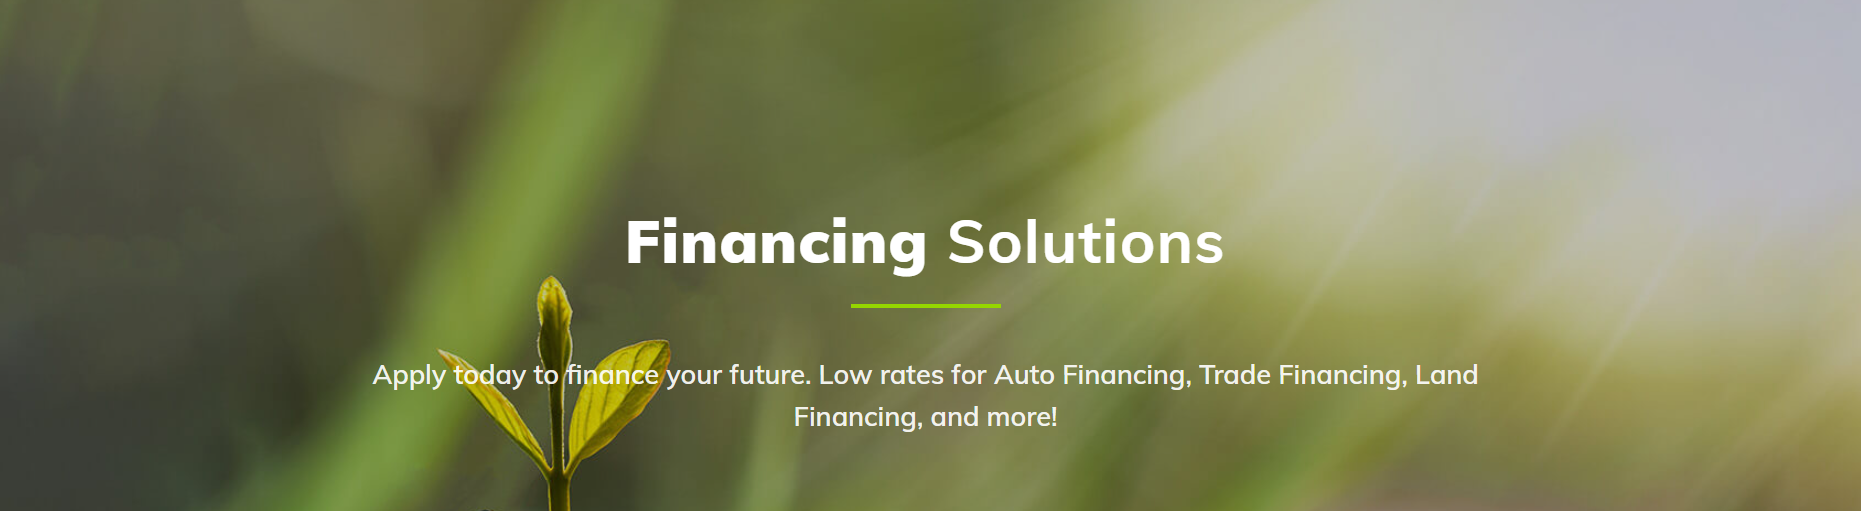 Financing Solutions
Apply today to finance your future. Low rates for Auto Financing, Trade Financing, Land
Financing, and more!